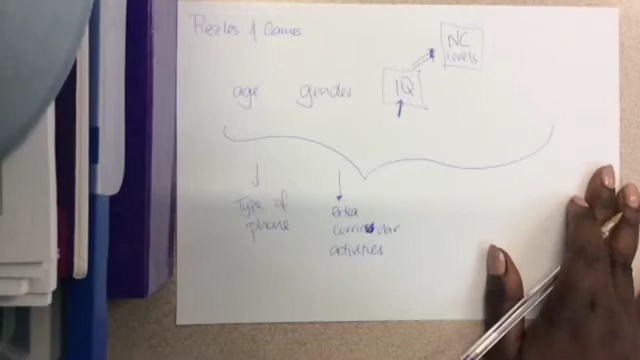 Puzzles & Games
NC
levels
age gender IQ
Type of
phone
extra
curricular
activities